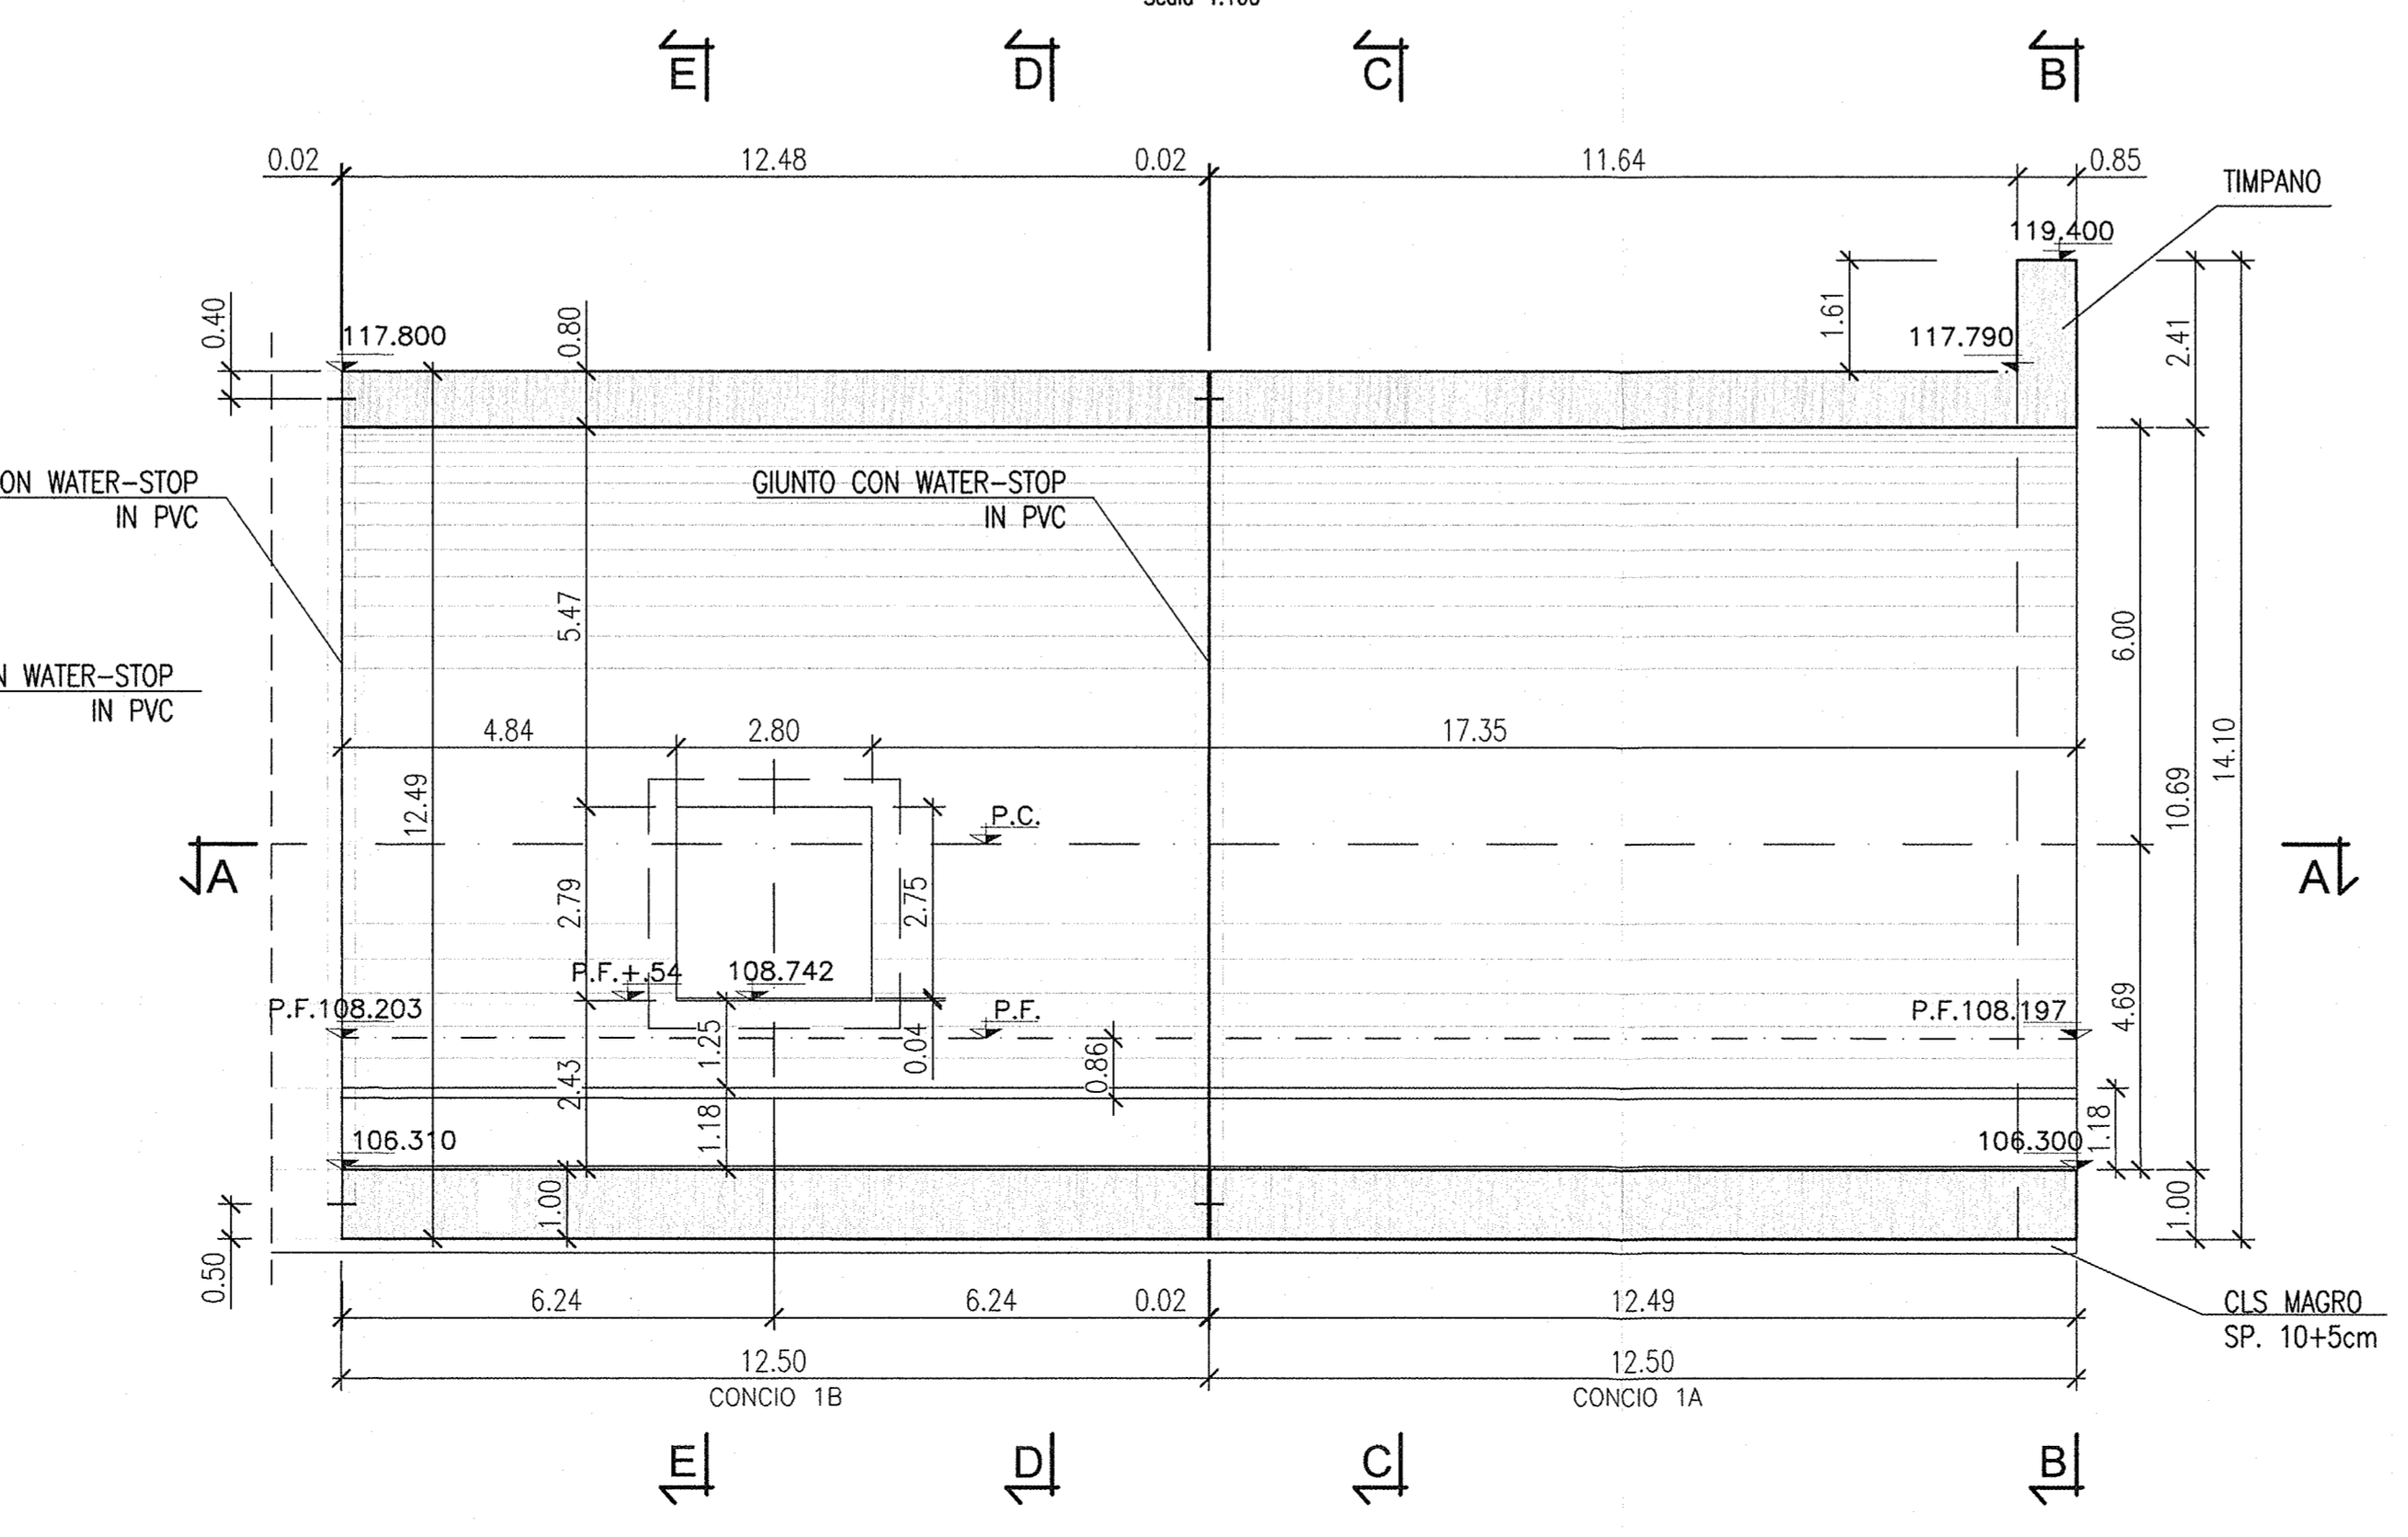 Scala 1:100
E D C B
0.02 12.48 0.02 11.64 0.85
TIMPANO
119.400
0.40 117.800 0.80 1.61 117.790 2.41
ON WATER-STOP
IN PVC
GIUNTO CON WATER-STOP
IN PVC
5.47 6.00
N WATER-STOP
IN PVC
4.84 2.80 17.35
12.49 10.69 14.10
P.C.
A A
2.79 2.75
P.F.+.54 108.742
P.F.108.203 P.F. P.F.108.197
4.69
1.25 0.04 0.86
2.43 1.18 1.18
106.310 106.300
1.00 1.00
0.50
6.24 6.24 0.02 12.49
CLS MAGRO
SP. 10+5cm
12.50 12.50
CONCIO 1B CONCIO 1A
E D C B